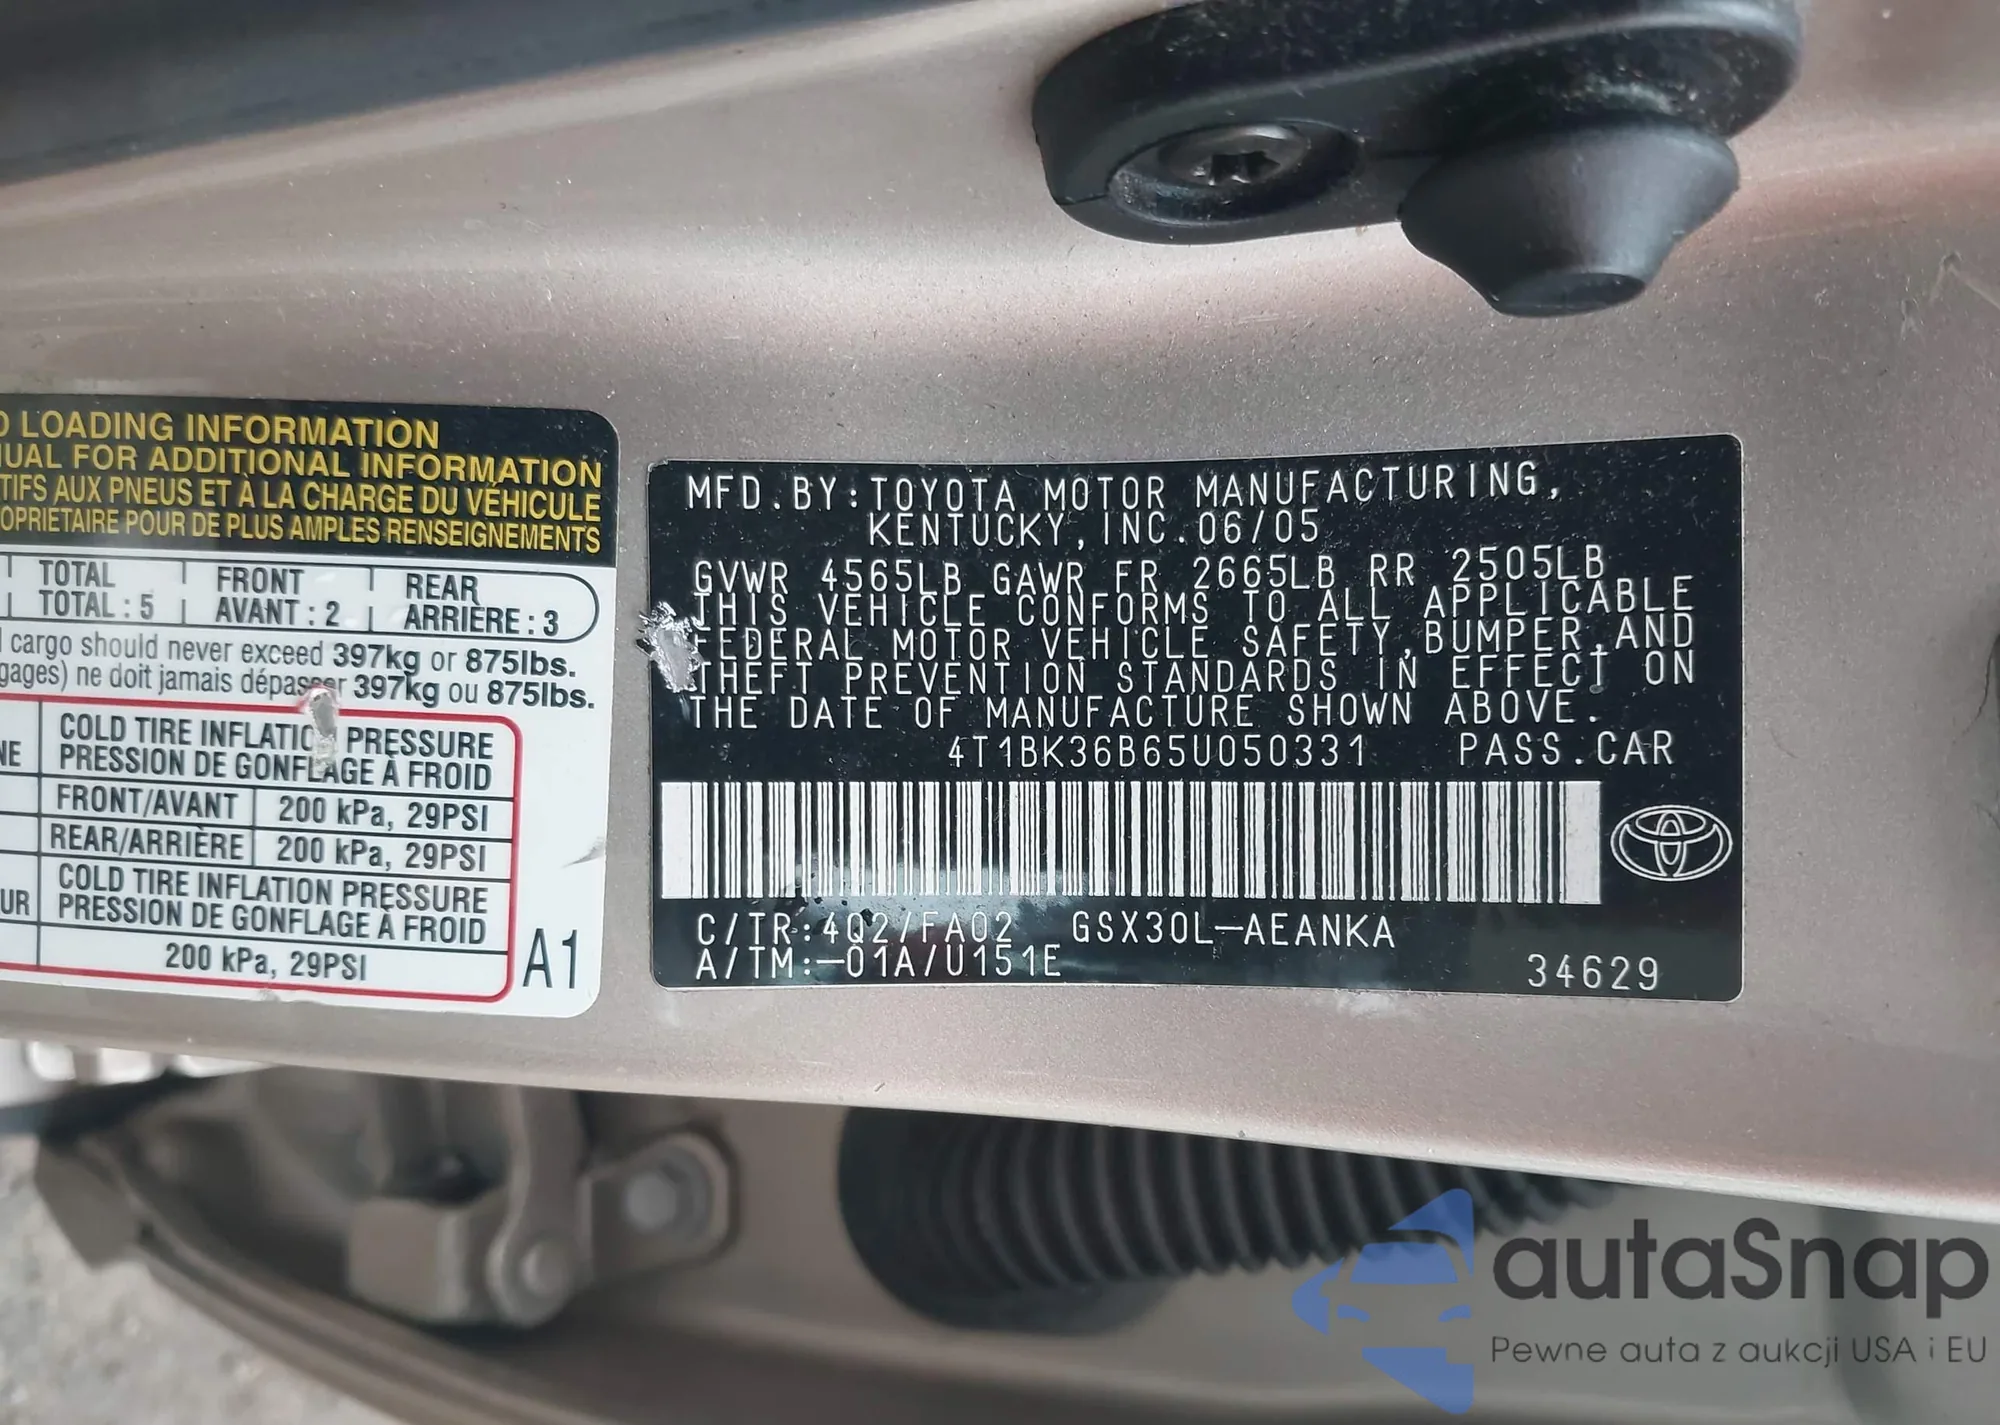 LOADING INFORMATION
FOR ADDITIONAL INFORMATION
AUX PNEUS ET À LA CHARGE DU VÉHICULE
POUR DE PLUS AMPLES RENSEIGNEMENTS
TOTAL FRONT REAR
TOTAL : 5 AVANT : 2 ARRIÈRE : 3
cargo should never exceed 397kg or 875lbs.
ne doit jamais dépasser 397kg ou 875lbs.
COLD TIRE INFLATION PRESSURE
PRESSION DE GONFLAGE À FROID
FRONT/AVANT 200 kPa, 29PSI
REAR/ARRIÈRE 200 kPa, 29PSI
COLD TIRE INFLATION PRESSURE
PRESSION DE GONFLAGE À FROID
200 kPa, 29PSI
A1
MFD.BY:TOYOTA MOTOR MANUFACTURING,
KENTUCKY,INC.06/05
GVWR 4565LB GAWR FR 2665LB RR 2505LB
THIS VEHICLE CONFORMS TO ALL APPLICABLE
FEDERAL MOTOR VEHICLE SAFETY,BUMPER,AND
THEFT PREVENTION STANDARDS IN EFFECT ON
THE DATE OF MANUFACTURE SHOWN ABOVE.
4T1BK36B65U050331 PASS.CAR
C/TR:4Q2/FA02 GSX30L-AEANKA
A/TM:-01A/U151E
34629
autaSnap
Pewne auta z aukcji USA i EU